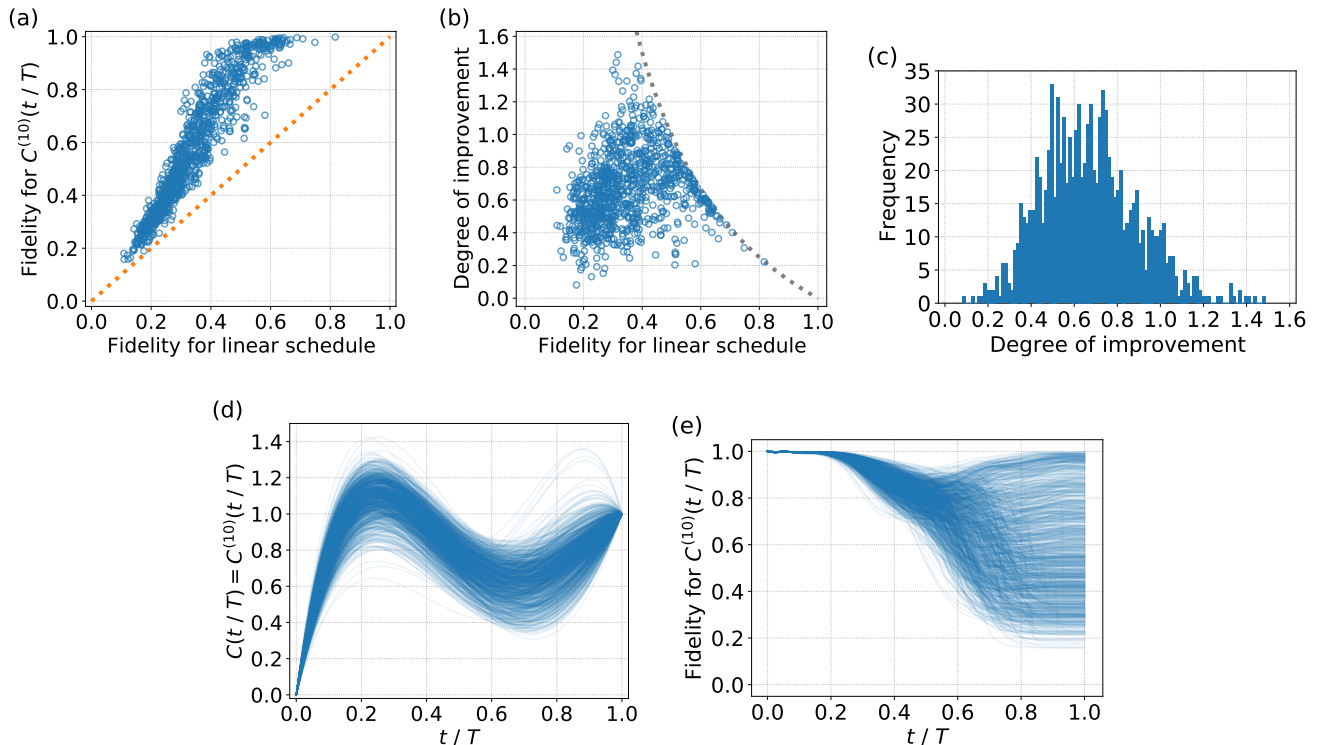 (a)
Fidelity for C^{(10)}(t / T)
1.0
0.8
0.6
0.4
0.2
0.0
0.0 0.2 0.4 0.6 0.8 1.0
Fidelity for linear schedule
(b)
Degree of improvement
1.6
1.4
1.2
1.0
0.8
0.6
0.4
0.2
0.0
0.0 0.2 0.4 0.6 0.8 1.0
Fidelity for linear schedule
(c)
Frequency
35
30
25
20
15
10
5
0
0.0 0.2 0.4 0.6 0.8 1.0 1.2 1.4 1.6
Degree of improvement
(d)
C(t / T) = C^{(10)}(t / T)
1.4
1.2
1.0
0.8
0.6
0.4
0.2
0.0
0.0 0.2 0.4 0.6 0.8 1.0
t / T
(e)
Fidelity for C^{(10)}(t / T)
1.0
0.8
0.6
0.4
0.2
0.0
0.0 0.2 0.4 0.6 0.8 1.0
t / T